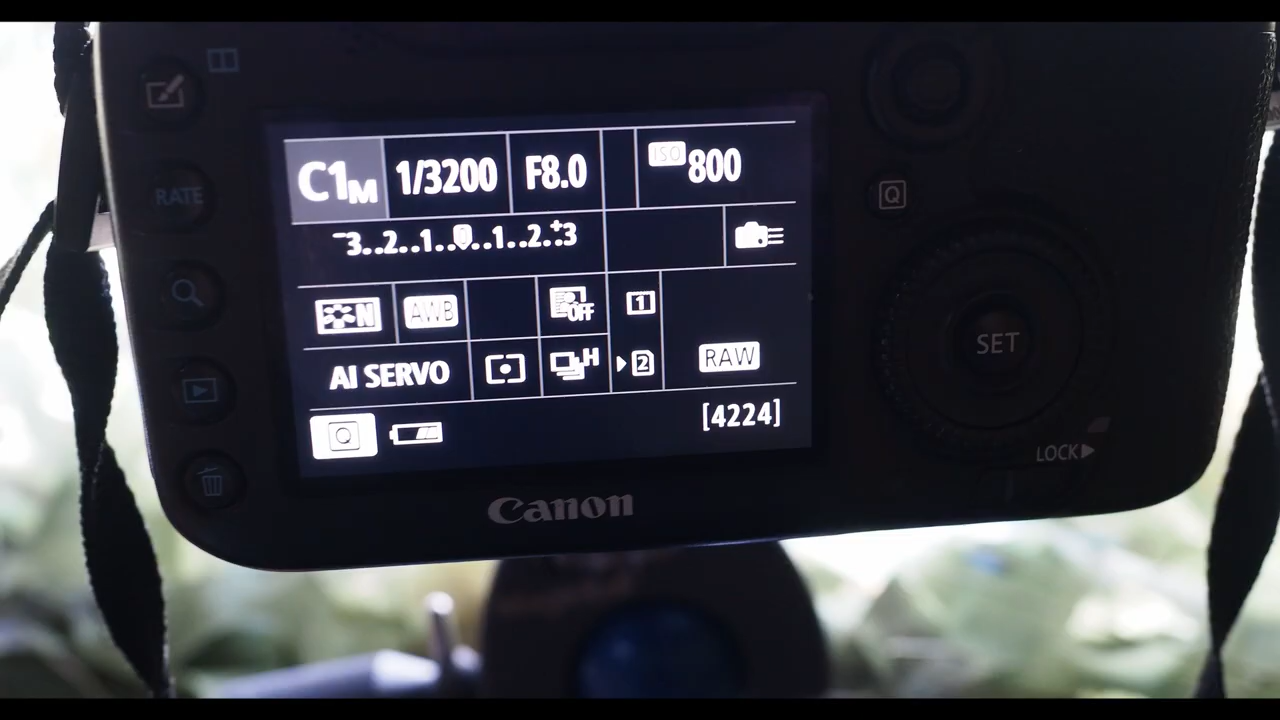 C1M 1/3200 F8.0 ISO 800
RATE
-3..2..1..0..1..2..+3
N AWB OFF 1
Q
AI SERVO H 2 RAW
SET
Q [4224]
LOCK
Canon